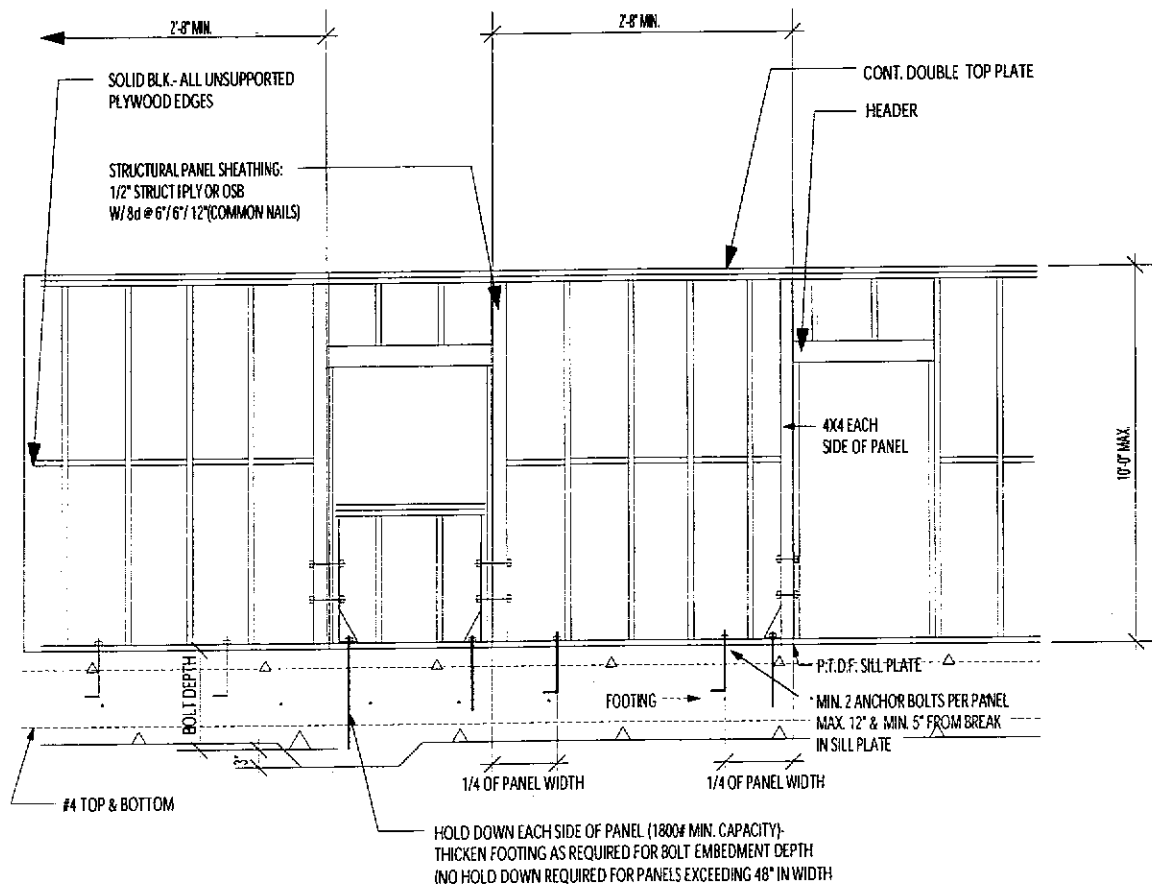 2'-8" MIN.
2'-8" MIN.
SOLID BLK.- ALL UNSUPPORTED
PLYWOOD EDGES
CONT. DOUBLE TOP PLATE
HEADER
STRUCTURAL PANEL SHEATHING:
1/2" STRUCT I PLY OR OSB
W/ 8d @ 6"/ 6"/ 12"(COMMON NAILS)
4X4 EACH
SIDE OF PANEL
10'-0" MAX.
BOLT DEPTH
P.T.D.F. SILL PLATE
FOOTING
MIN. 2 ANCHOR BOLTS PER PANEL
MAX. 12" & MIN. 5" FROM BREAK
IN SILL PLATE
3"
1/4 OF PANEL WIDTH
1/4 OF PANEL WIDTH
#4 TOP & BOTTOM
HOLD DOWN EACH SIDE OF PANEL (1800# MIN. CAPACITY)-
THICKEN FOOTING AS REQUIRED FOR BOLT EMBEDMENT DEPTH
(NO HOLD DOWN REQUIRED FOR PANELS EXCEEDING 48" IN WIDTH